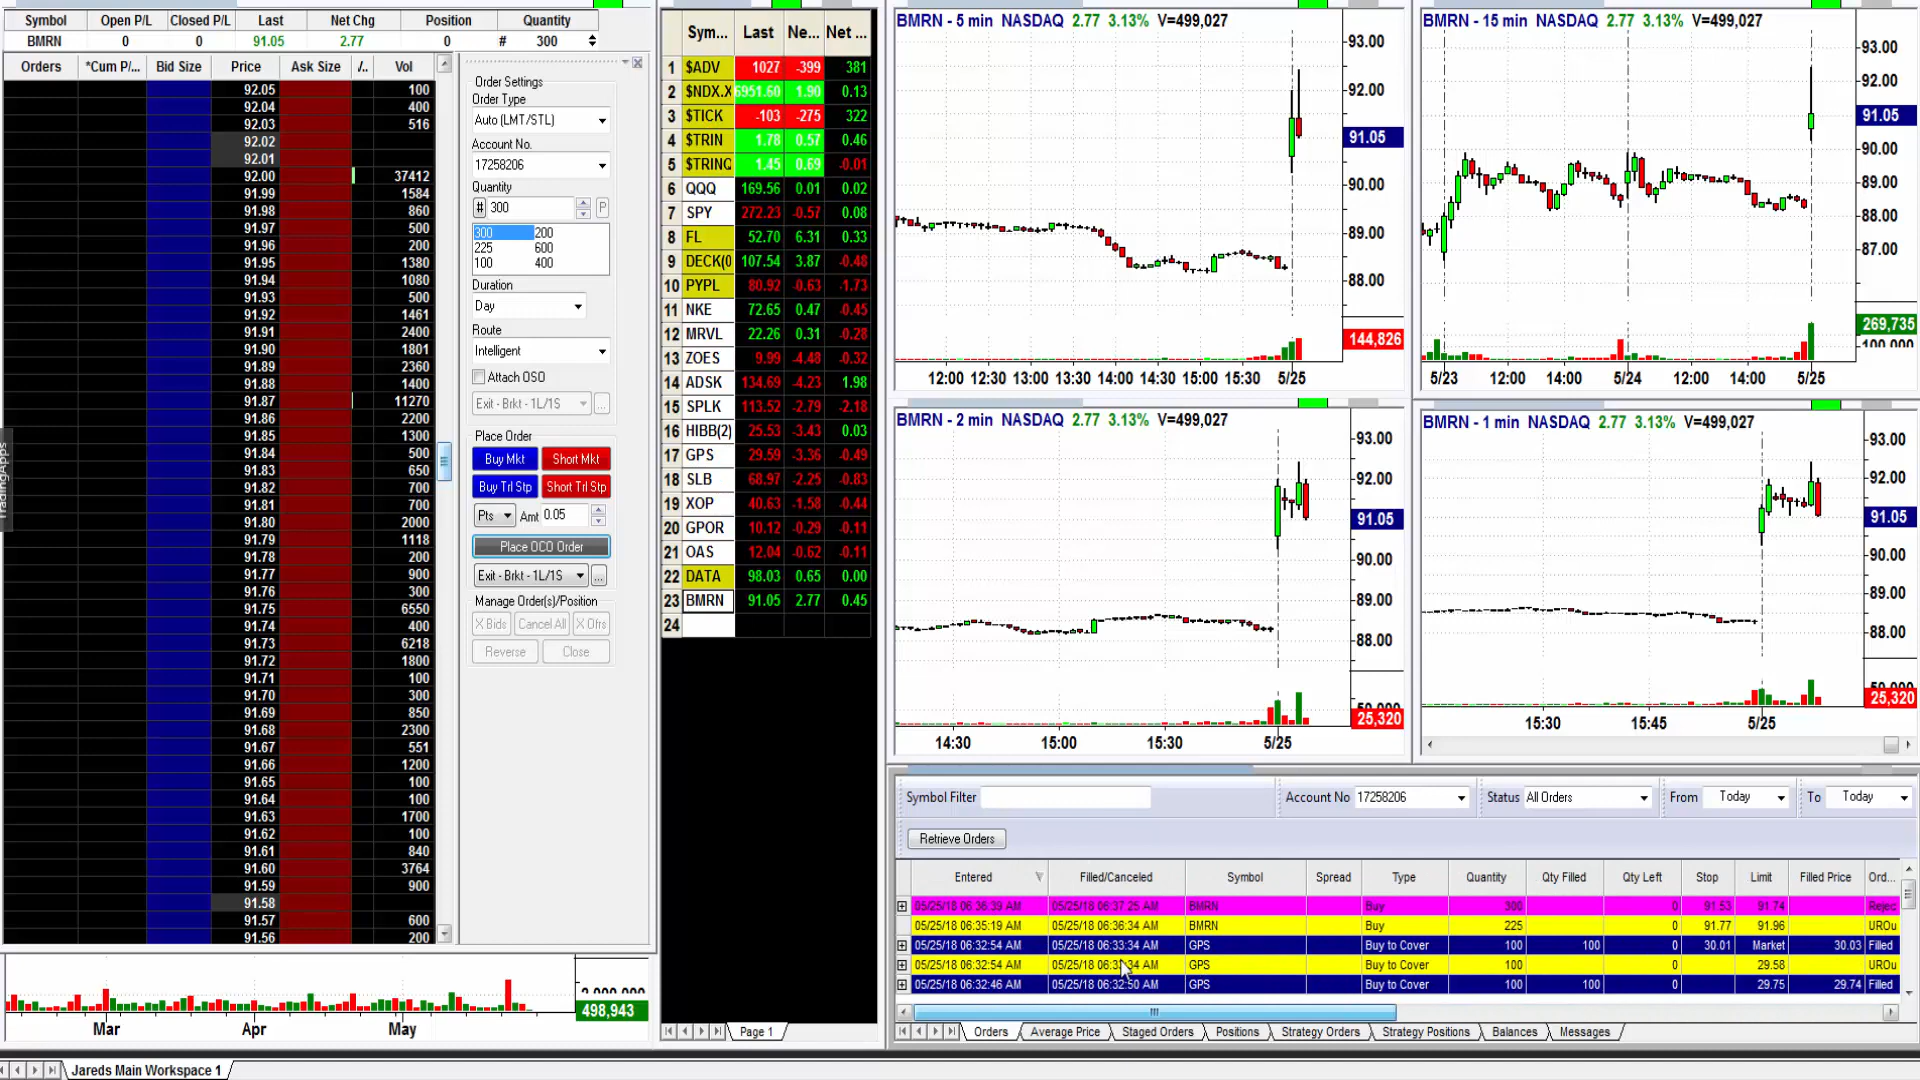 Symbol Open P/L Closed P/L Last Net Chg Position Quantity
BMRN 0 0 91.05 2.77 0 # 300
Orders *Cum P/... Bid Size Price Ask Size /.. Vol
92.05 100
92.04 400
92.03 516
92.02
92.01
92.00 37412
91.99 1584
91.98 860
91.97 500
91.96 200
91.95 1380
91.94 1080
91.93 500
91.92 1461
91.91 2400
91.90 1801
91.89 2360
91.88 1400
91.87 11270
91.86 2200
91.85 1300
91.84 500
91.83 650
91.82 700
91.81 700
91.80 2000
91.79 1118
91.78 200
91.77 900
91.76 300
91.75 6550
91.74 400
91.73 6218
91.72 1800
91.71 100
91.70 300
91.69 850
91.68 2300
91.67 551
91.66 1200
91.65 100
91.64 100
91.63 1700
91.62 100
91.61 840
91.60 3764
91.59 900
91.58
91.57 600
91.56 200
TradingApps
Order Settings
Order Type
Auto (LMT/STL)
Account No.
17258206
Quantity
# 300 P
300 200
225 600
100 400
Duration
Day
Route
Intelligent
Attach OSO
Exit - Brkt - 1L/1S ...
Place Order
Buy Mkt Short Mkt
Buy Trl Stp Short Trl Stp
Pts Amt 0.05
Place OCO Order
Exit - Brkt - 1L/1S ...
Manage Order(s)/Position
X Bids Cancel All X Ofrs
Reverse Close
498,943
Mar Apr May
Jareds Main Workspace 1
Sym... Last Ne... Net ...
1 $ADV 1027 -399 381
2 $NDX.X 6951.60 1.90 0.13
3 $TICK -103 -275 322
4 $TRIN 1.78 0.57 0.46
5 $TRINQ 1.45 0.69 -0.01
6 QQQ 169.56 0.01 0.02
7 SPY 272.23 -0.57 0.08
8 FL 52.70 6.31 0.33
9 DECK(0 107.54 3.87 -0.48
10 PYPL 80.92 -0.63 -1.73
11 NKE 72.65 0.47 -0.45
12 MRVL 22.26 0.31 -0.28
13 ZOES 9.99 -4.48 -0.32
14 ADSK 134.69 -4.23 1.98
15 SPLK 113.52 -2.79 -2.18
16 HIBB(2) 25.53 -3.43 0.03
17 GPS 29.59 -3.36 -0.49
18 SLB 68.97 -2.25 -0.83
19 XOP 40.63 -1.58 -0.44
20 GPOR 10.12 -0.29 -0.11
21 OAS 12.04 -0.62 -0.11
22 DATA 98.03 0.65 0.00
23 BMRN 91.05 2.77 0.45
24
Page 1
BMRN - 5 min NASDAQ 2.77 3.13% V=499,027
93.00
92.00
91.05
90.00
89.00
88.00
144,826
12:00 12:30 13:00 13:30 14:00 14:30 15:00 15:30 5/25
BMRN - 15 min NASDAQ 2.77 3.13% V=499,027
93.00
92.00
91.05
90.00
89.00
88.00
87.00
269,735
100,000
5/23 12:00 14:00 5/24 12:00 14:00 5/25
BMRN - 2 min NASDAQ 2.77 3.13% V=499,027
93.00
92.00
91.05
90.00
89.00
88.00
25,320
14:30 15:00 15:30 5/25
BMRN - 1 min NASDAQ 2.77 3.13% V=499,027
93.00
92.00
91.05
90.00
89.00
88.00
25,320
15:30 15:45 5/25
Symbol Filter Account No 17258206 Status All Orders From Today To Today
Retrieve Orders
Entered Filled/Canceled Symbol Spread Type Quantity Qty Filled Qty Left Stop Limit Filled Price Ord...
05/25/18 06:36:39 AM 05/25/18 06:37:25 AM BMRN Buy 300 0 91.53 91.74 Rejec
05/25/18 06:35:19 AM 05/25/18 06:36:34 AM BMRN Buy 225 0 91.77 91.96 UROu
05/25/18 06:32:54 AM 05/25/18 06:33:34 AM GPS Buy to Cover 100 100 0 30.01 Market 30.03 Filled
05/25/18 06:32:54 AM 05/25/18 06:33:34 AM GPS Buy to Cover 100 0 29.58 UROu
05/25/18 06:32:46 AM 05/25/18 06:32:50 AM GPS Buy to Cover 100 100 0 29.75 29.74 Filled
Orders Average Price Staged Orders Positions Strategy Orders Strategy Positions Balances Messages